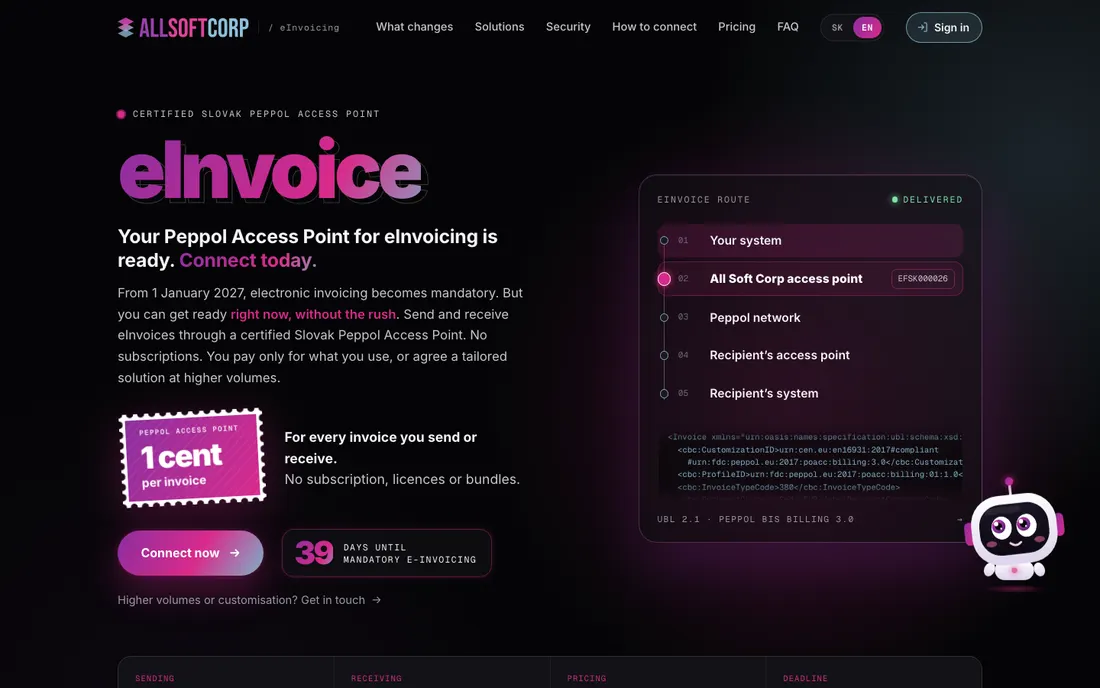 ALLSOFTCORP / eInvoicing What changes Solutions Security How to connect Pricing FAQ SK EN Sign in
CERTIFIED SLOVAK PEPPOL ACCESS POINT
eInvoice
Your Peppol Access Point for eInvoicing is
ready. Connect today.
From 1 January 2027, electronic invoicing becomes mandatory. But
you can get ready right now, without the rush. Send and receive
eInvoices through a certified Slovak Peppol Access Point. No
subscriptions. You pay only for what you use, or agree a tailored
solution at higher volumes.
PEPPOL ACCESS POINT
1 cent
per invoice
For every invoice you send or
receive.
No subscription, licences or bundles.
Connect now →
39 DAYS UNTIL
MANDATORY E-INVOICING
Higher volumes or customisation? Get in touch →
EINVOICE ROUTE DELIVERED
01 Your system
02 All Soft Corp access point EFSK000026
03 Peppol network
04 Recipient's access point
05 Recipient's system
<Invoice xmlns="urn:oasis:names:specification:ubl:schema:xsd:
<cbc:CustomizationID>urn:cen.eu:en16931:2017#compliant
#urn:fdc:peppol.eu:2017:poacc:billing:3.0</cbc:Customizat
<cbc:ProfileID>urn:fdc:peppol.eu:2017:poacc:billing:01:1.0<
<cbc:InvoiceTypeCode>380</cbc:InvoiceTypeCode>
UBL 2.1 · PEPPOL BIS BILLING 3.0 →
SENDING RECEIVING PRICING DEADLINE